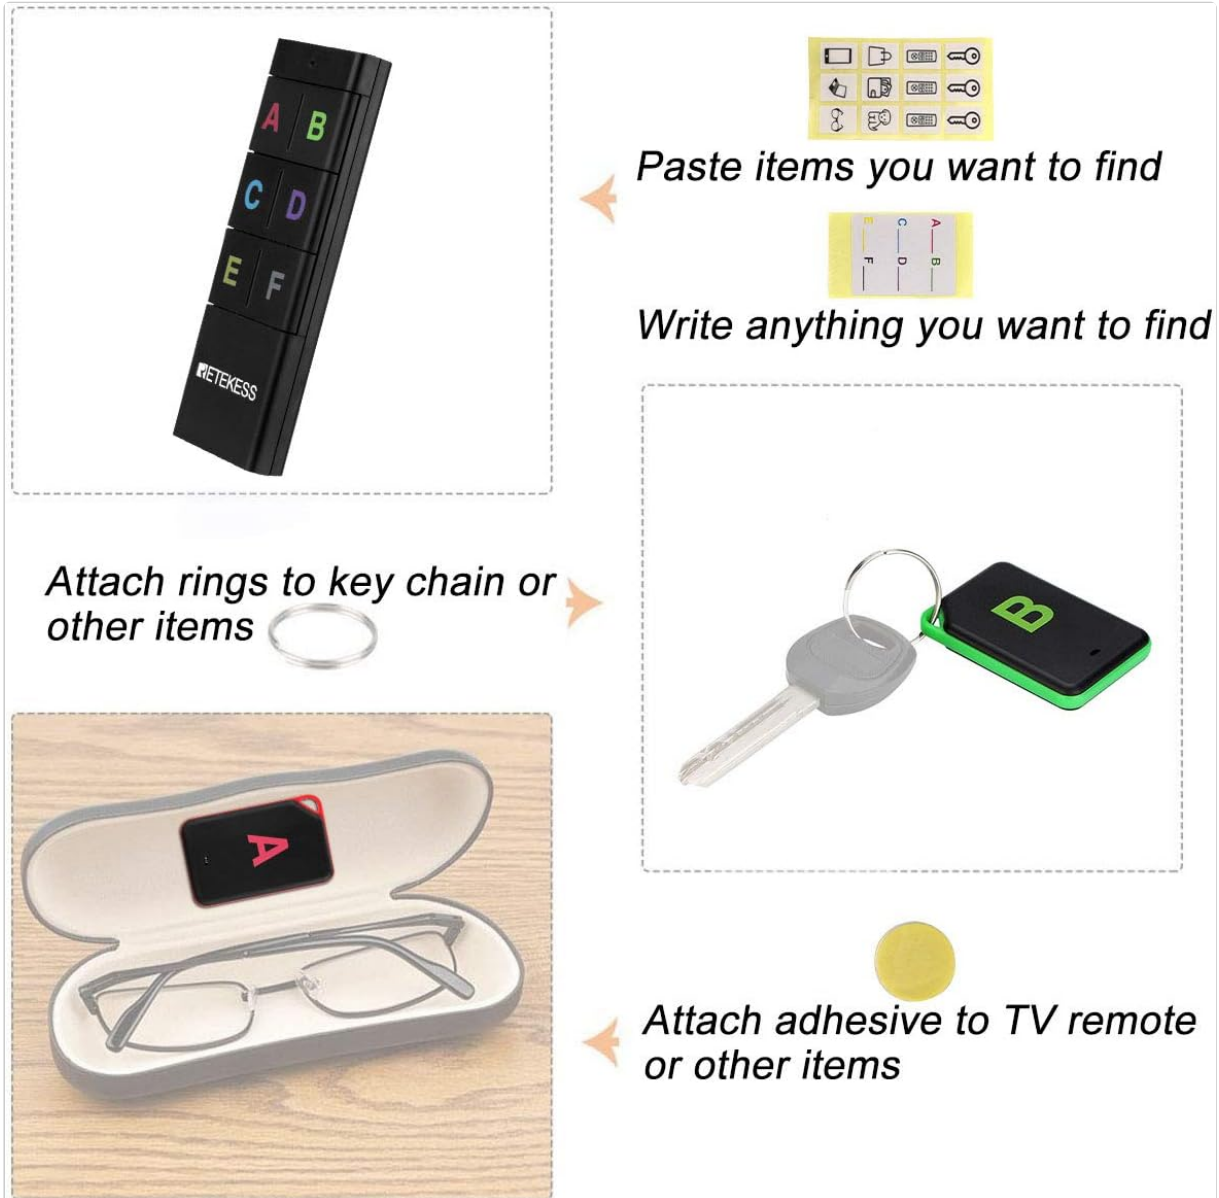 A B
C D
E F
RETEKESS
Paste items you want to find
A B
C D
E F
Write anything you want to find
Attach rings to key chain or
other items
B
A
Attach adhesive to TV remote
or other items